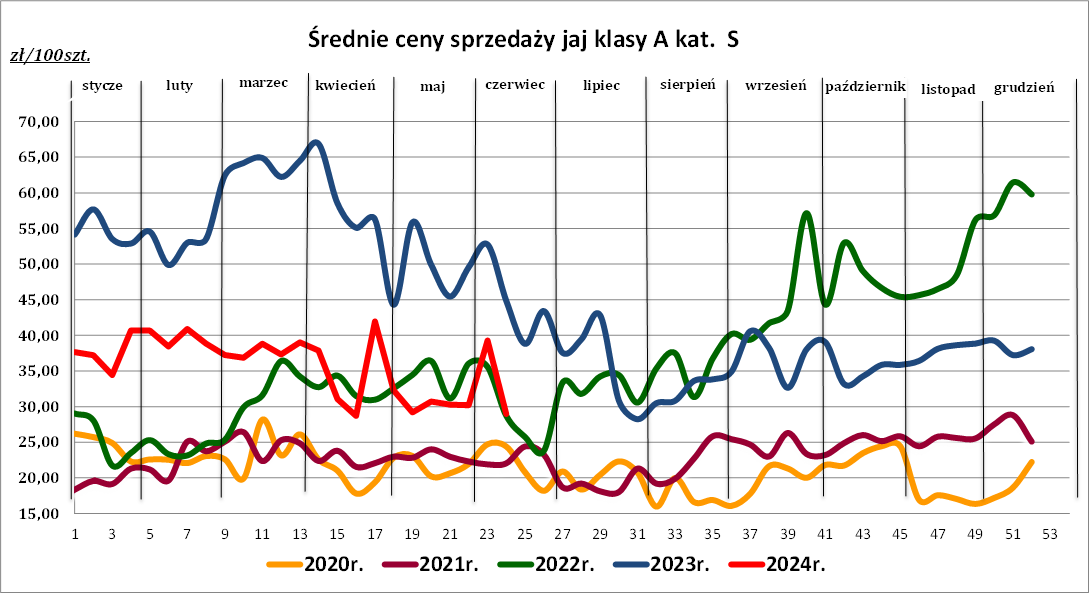 Średnie ceny sprzedaży jaj klasy A kat. S
zł/100szt.
stycze luty marzec kwiecień maj czerwiec lipiec sierpień wrzesień październik listopad grudzień
70,00
65,00
60,00
55,00
50,00
45,00
40,00
35,00
30,00
25,00
20,00
15,00
1 3 5 7 9 11 13 15 17 19 21 23 25 27 29 31 33 35 37 39 41 43 45 47 49 51 53
2020r. 2021r. 2022r. 2023r. 2024r.